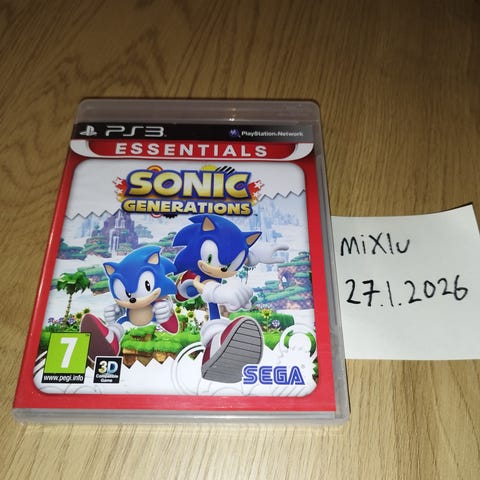 PS3
PlayStation Network
ESSENTIALS
SONIC
GENERATIONS
MiXlu
27.1.2026
7
www.pegi.info
3D
Compatible
Game
SEGA